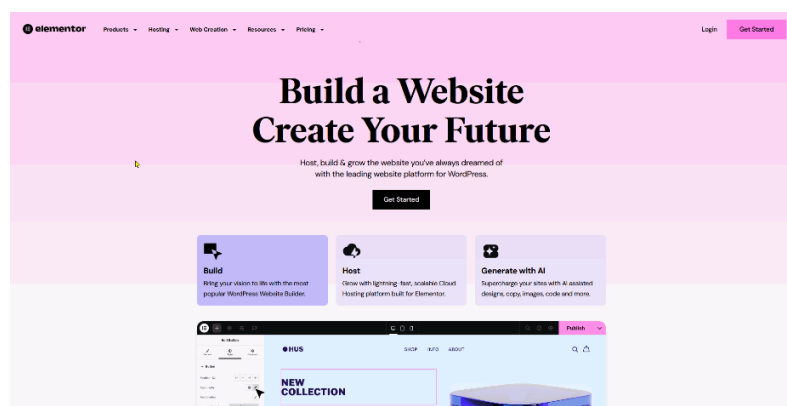 elementor Products Hosting Web Creation Resources Pricing Login Get Started
Build a Website
Create Your Future
Host, build & grow the website you've always dreamed of
with the leading website platform for WordPress.
Get Started
Build
Bring your vision to life with the most
popular WordPress Website Builder.
Host
Grow with lightning-fast, scalable Cloud
Hosting platform built for Elementor.
Generate with AI
Supercharge your sites with AI assisted
designs, copy, images, code and more.
Publish
HUS SHOP INFO ABOUT
NEW
COLLECTION